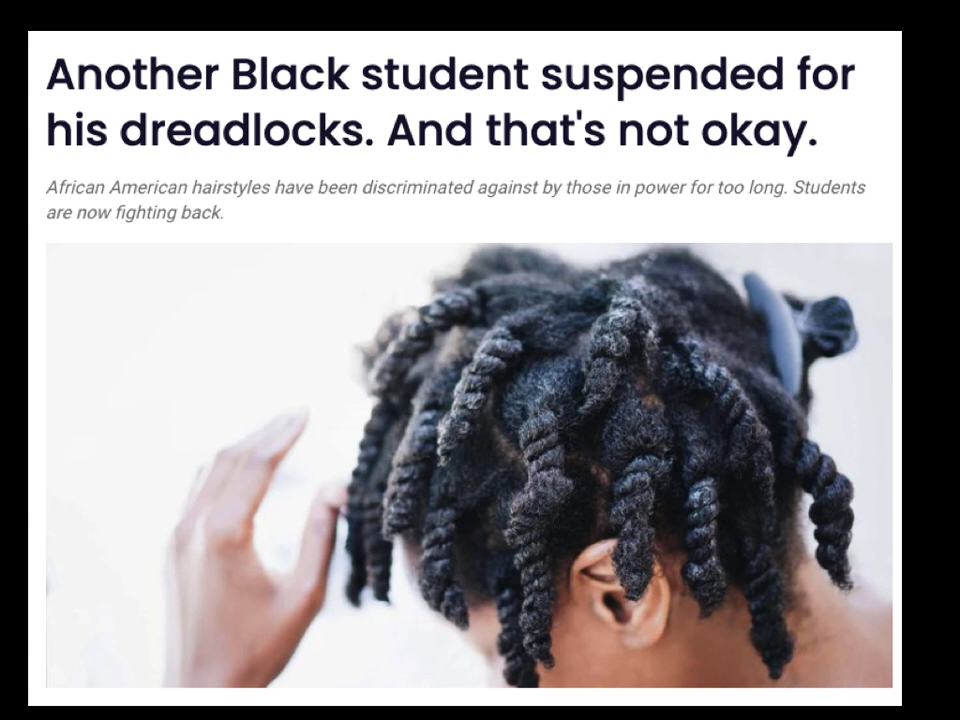 Another Black student suspended for
his dreadlocks. And that's not okay.
African American hairstyles have been discriminated against by those in power for too long. Students
are now fighting back.